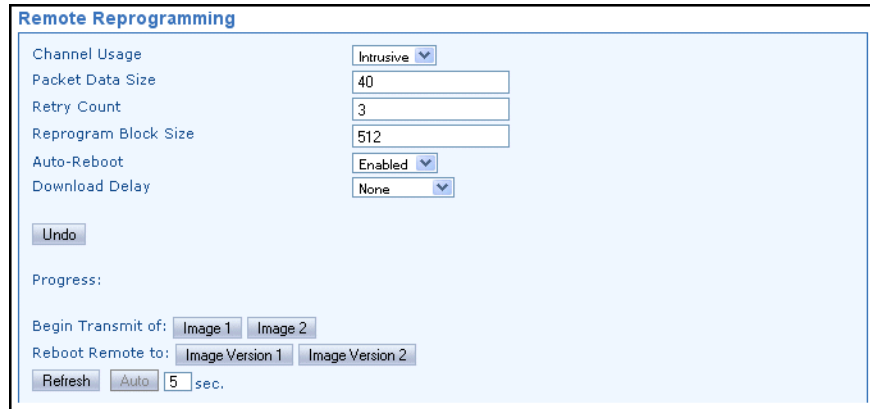 Remote Reprogramming
Channel Usage Intrusive
Packet Data Size 40
Retry Count 3
Reprogram Block Size 512
Auto-Reboot Enabled
Download Delay None
Undo
Progress:
Begin Transmit of: Image 1 Image 2
Reboot Remote to: Image Version 1 Image Version 2
Refresh Auto 5 sec.